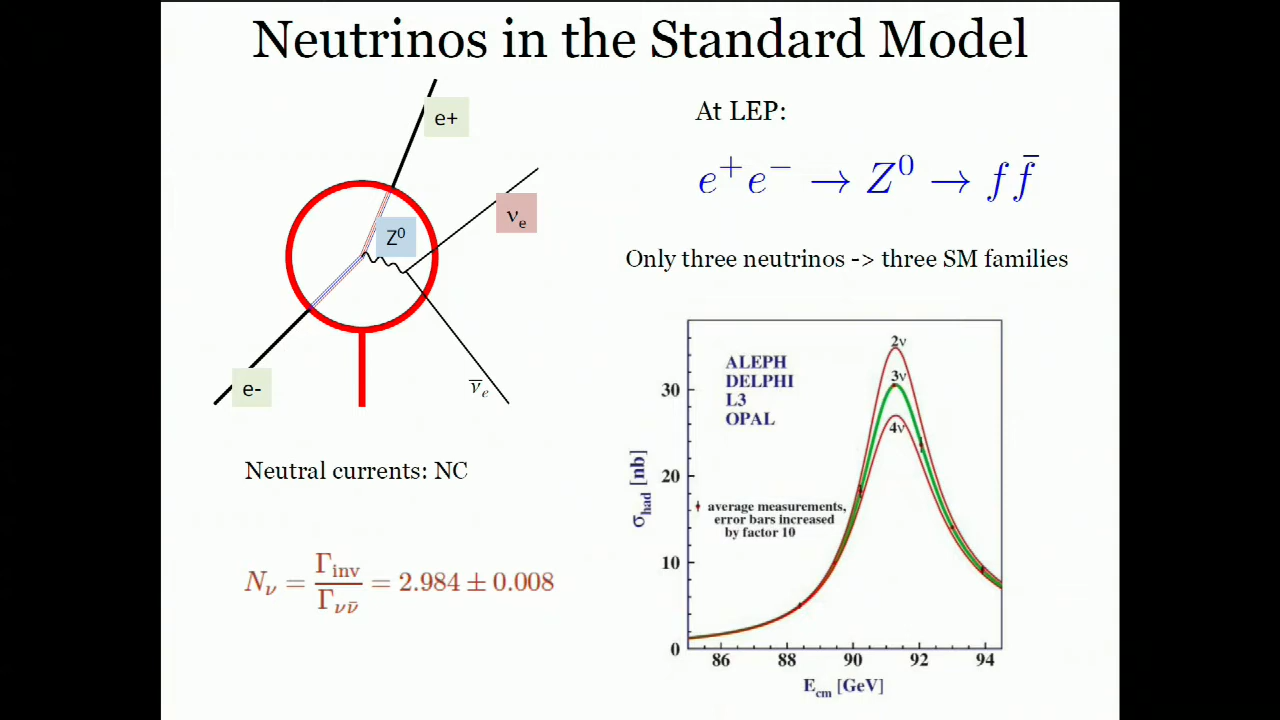 Neutrinos in the Standard Model
e+
νe
Z⁰
e-
ν̅e
Neutral currents: NC
Nν = Γinv / Γνν̅ = 2.984 ± 0.008
At LEP:
e⁺e⁻ → Z⁰ → f f̅
Only three neutrinos -> three SM families
2ν
3ν
4ν
ALEPH
DELPHI
L3
OPAL
average measurements,
error bars increased
by factor 10
σhad [nb]
30
20
10
0
86 88 90 92 94
Ecm [GeV]